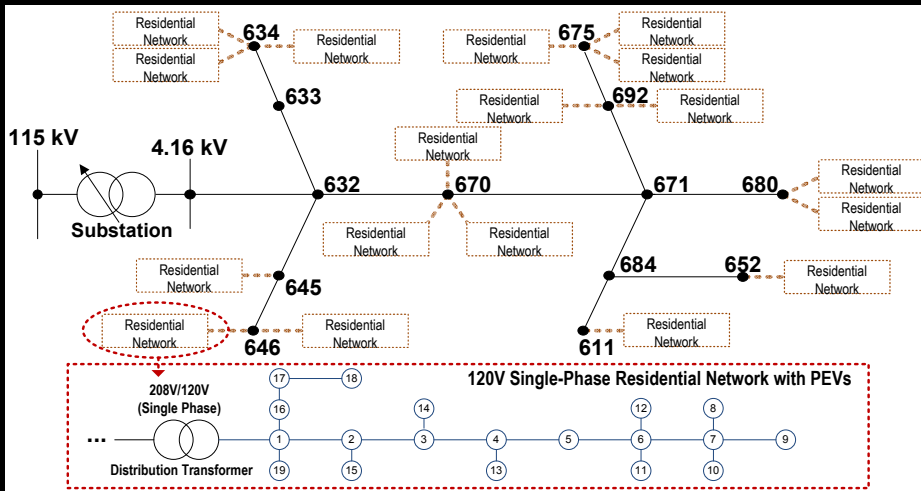 Residential
Network
634
Residential
Network
Residential
Network
675
Residential
Network
Residential
Network
Residential
Network
633
692
Residential
Network
Residential
Network
115 kV
4.16 kV
Residential
Network
632
670
671
680
Residential
Network
Residential
Network
Substation
Residential
Network
Residential
Network
Residential
Network
645
684
652
Residential
Network
Residential
Network
646
Residential
Network
611
Residential
Network
208V/120V
(Single Phase)
120V Single-Phase Residential Network with PEVs
17
18
16
14
12
8
...
1
2
3
4
5
6
7
9
Distribution Transformer
19
15
13
11
10